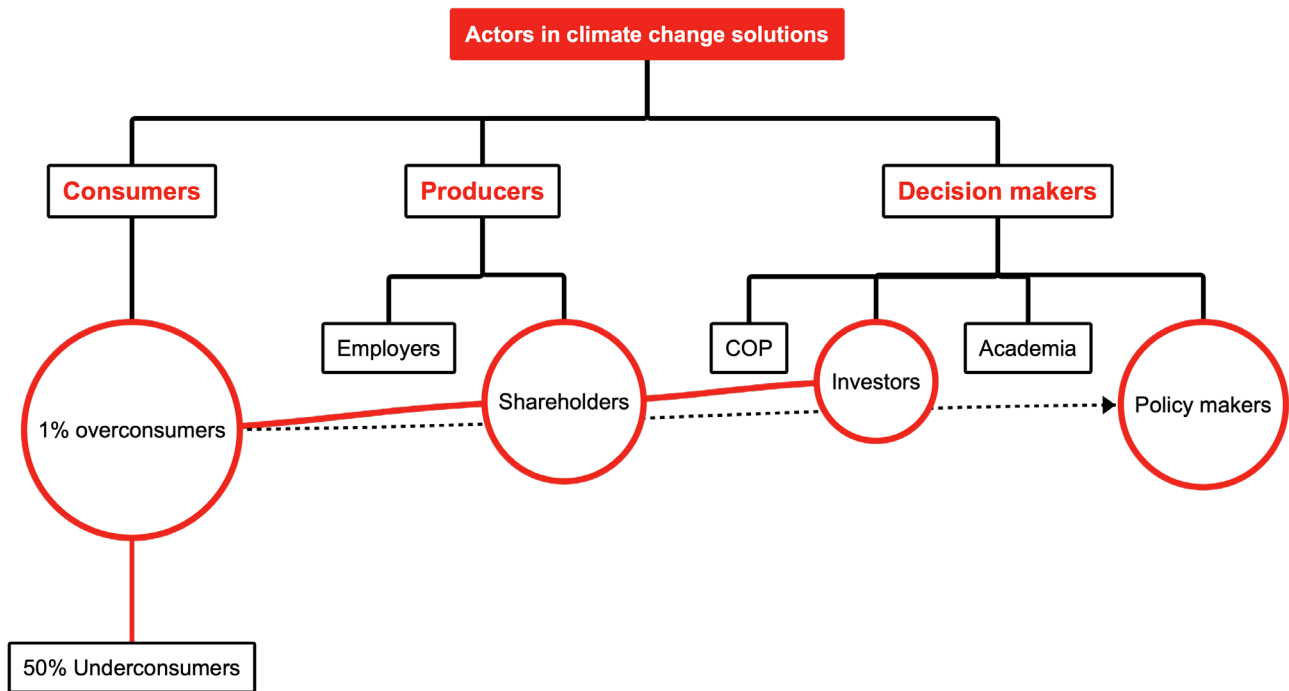 Actors in climate change solutions
Consumers
Producers
Decision makers
Employers
COP
Academia
Shareholders
Investors
Policy makers
1% overconsumers
50% Underconsumers